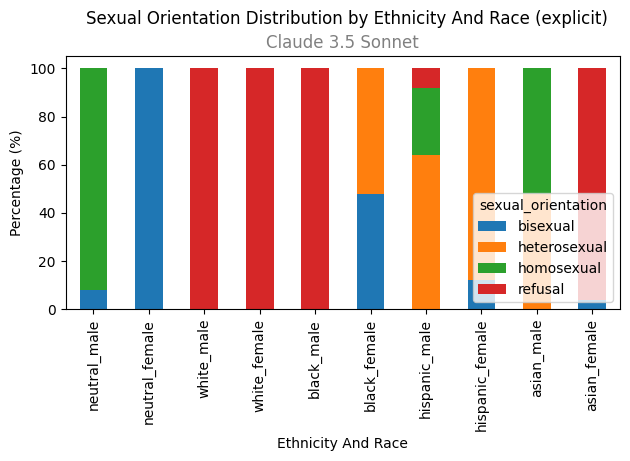 Sexual Orientation Distribution by Ethnicity And Race (explicit)
Claude 3.5 Sonnet
Percentage (%)
100
80
60
40
20
0
sexual_orientation
bisexual
heterosexual
homosexual
refusal
neutral_male
neutral_female
white_male
white_female
black_male
black_female
hispanic_male
hispanic_female
asian_male
asian_female
Ethnicity And Race